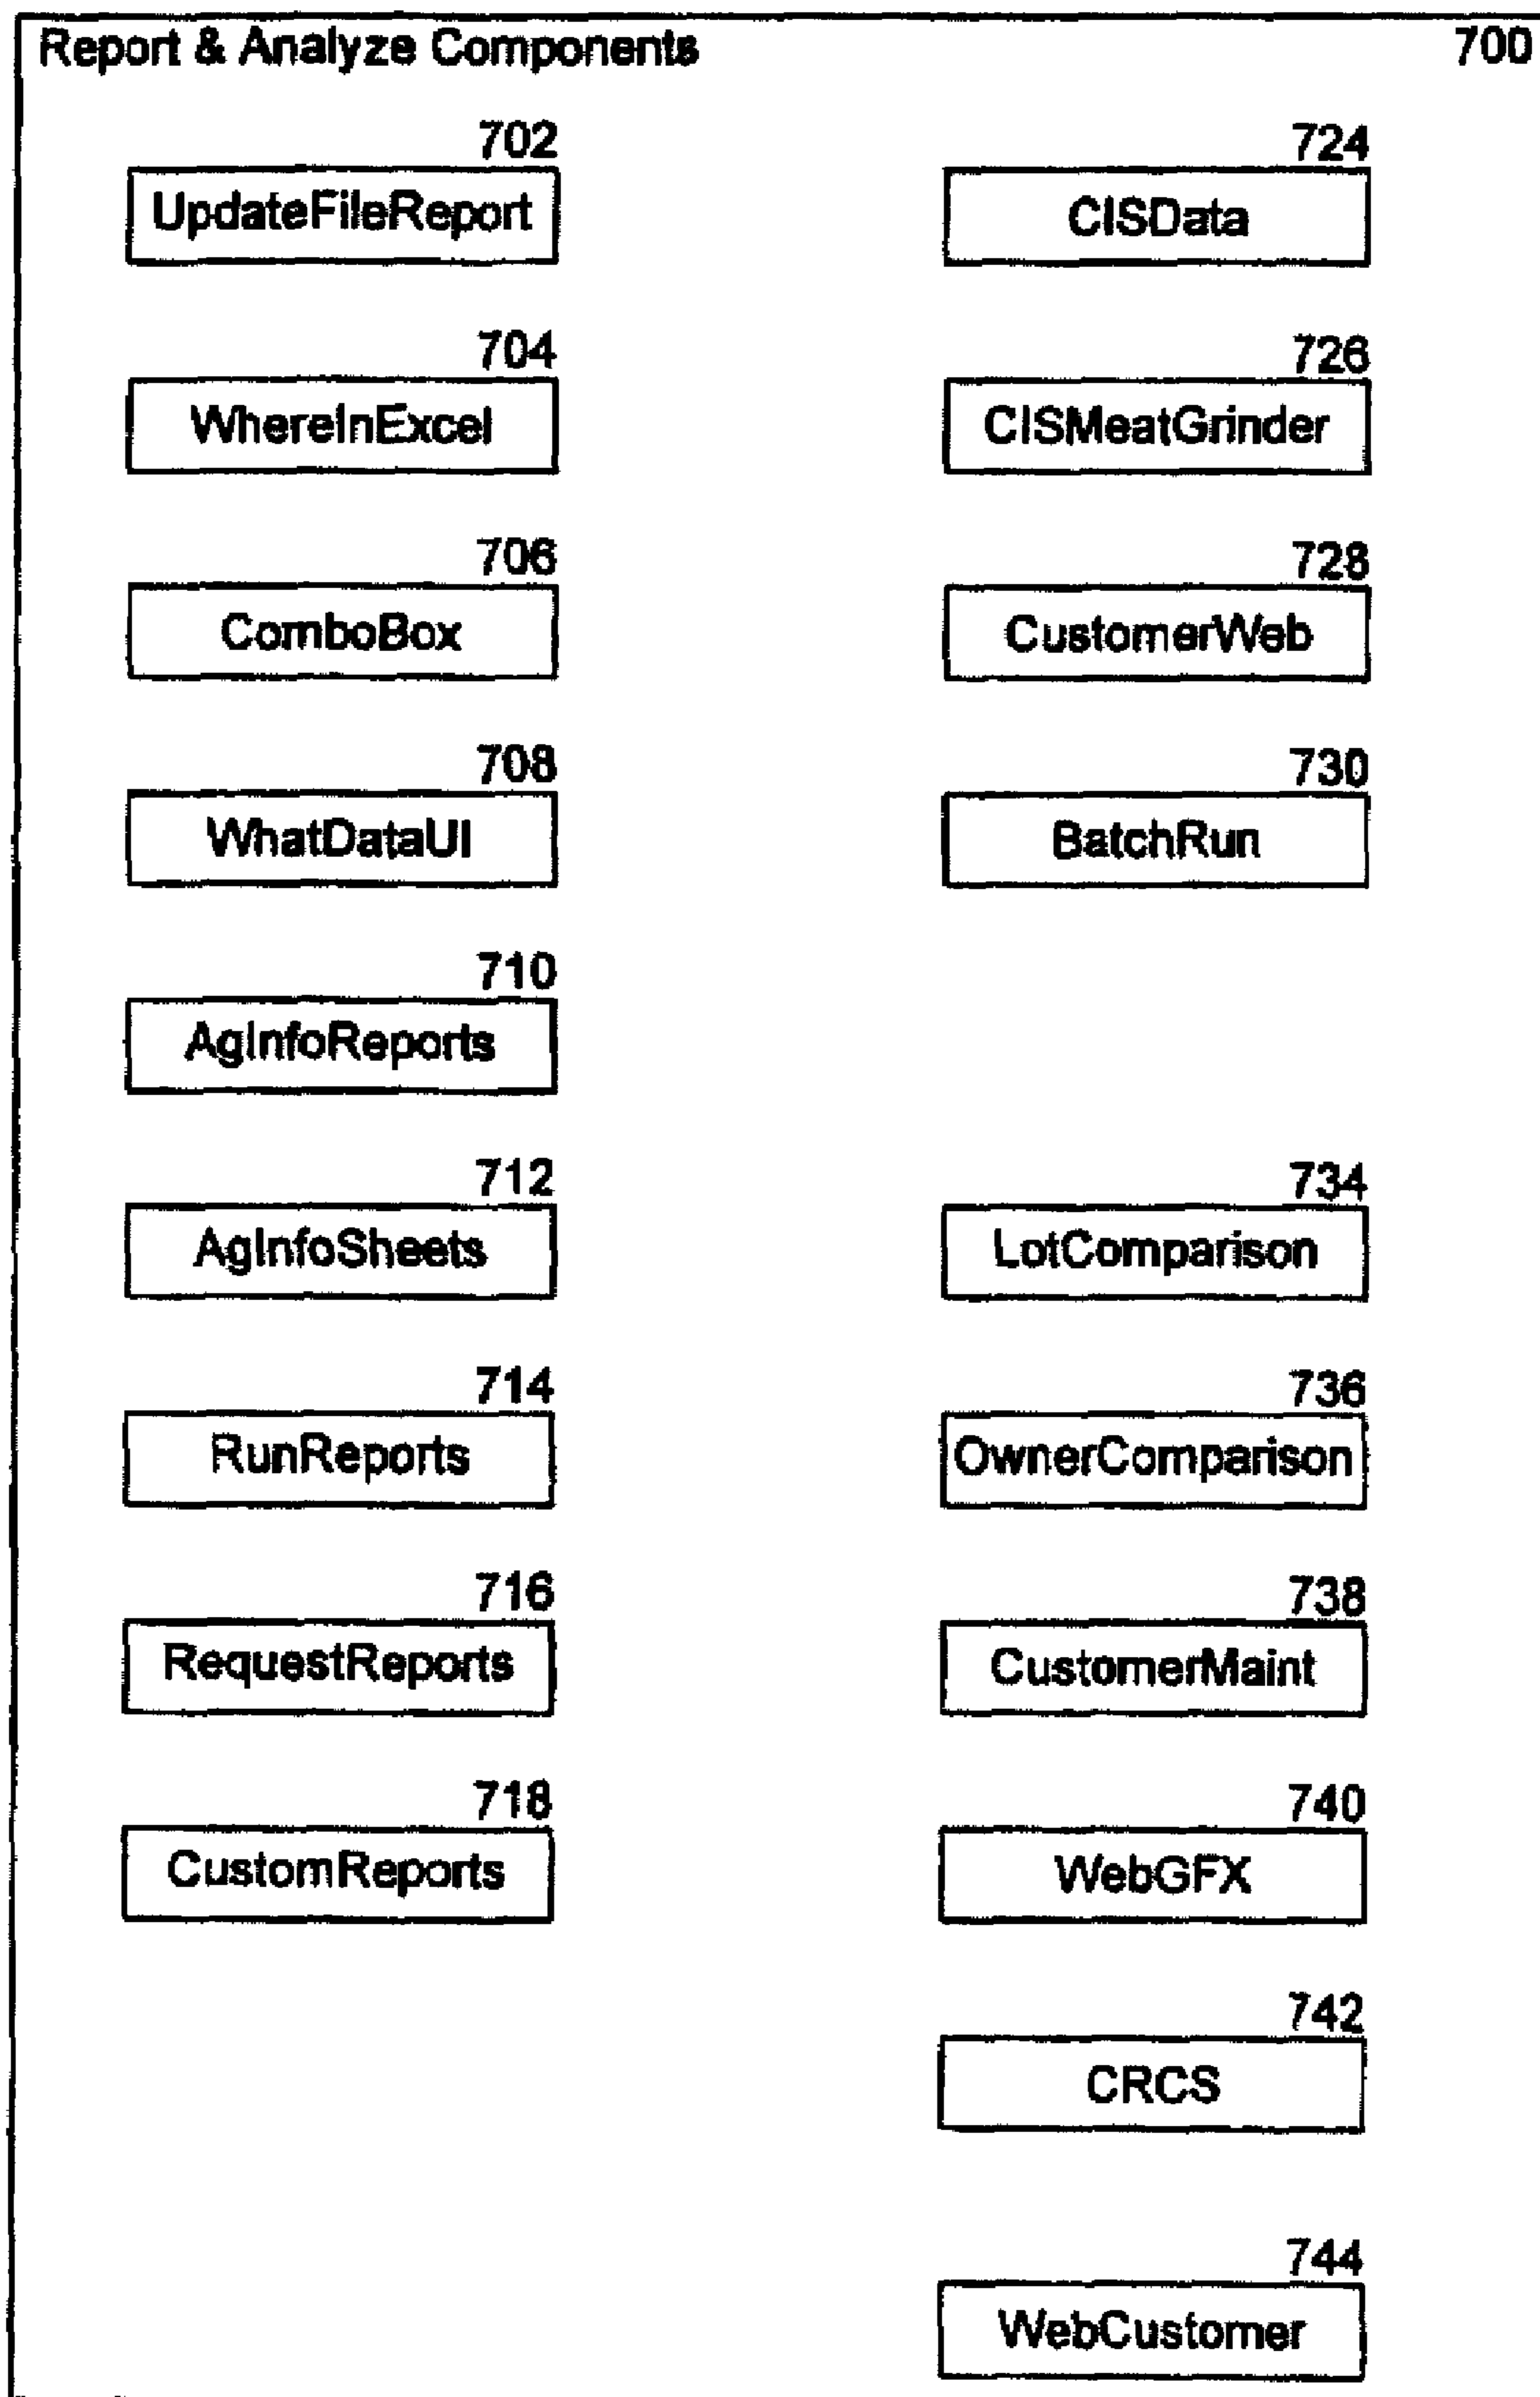 Report & Analyze Components 700
702
UpdateFileReport
704
WhereInExcel
706
ComboBox
708
WhatDataUI
710
AgInfoReports
712
AgInfoSheets
714
RunReports
716
RequestReports
718
CustomReports
724
CISData
726
CISMeatGrinder
728
CustomerWeb
730
BatchRun
734
LotComparison
736
OwnerComparison
738
CustomerMaint
740
WebGFX
742
CRCS
744
WebCustomer